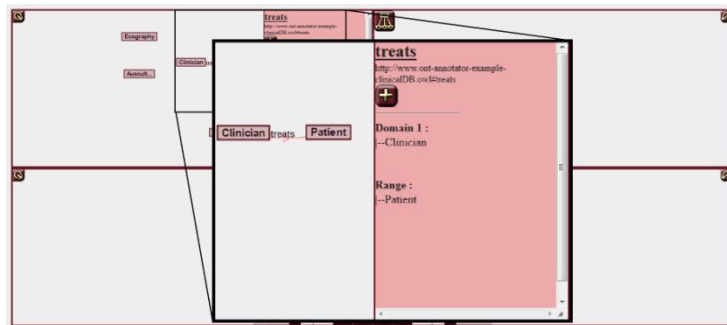 treats
http://www.ont-annotator-example-
clinicalDB.owl#treats
Ecography
Auscult...
Clinician
treats
http://www.ont-annotator-example-
clinicalDB.owl#treats
Clinician treats Patient
Domain 1 :
|--Clinician
Range :
|--Patient